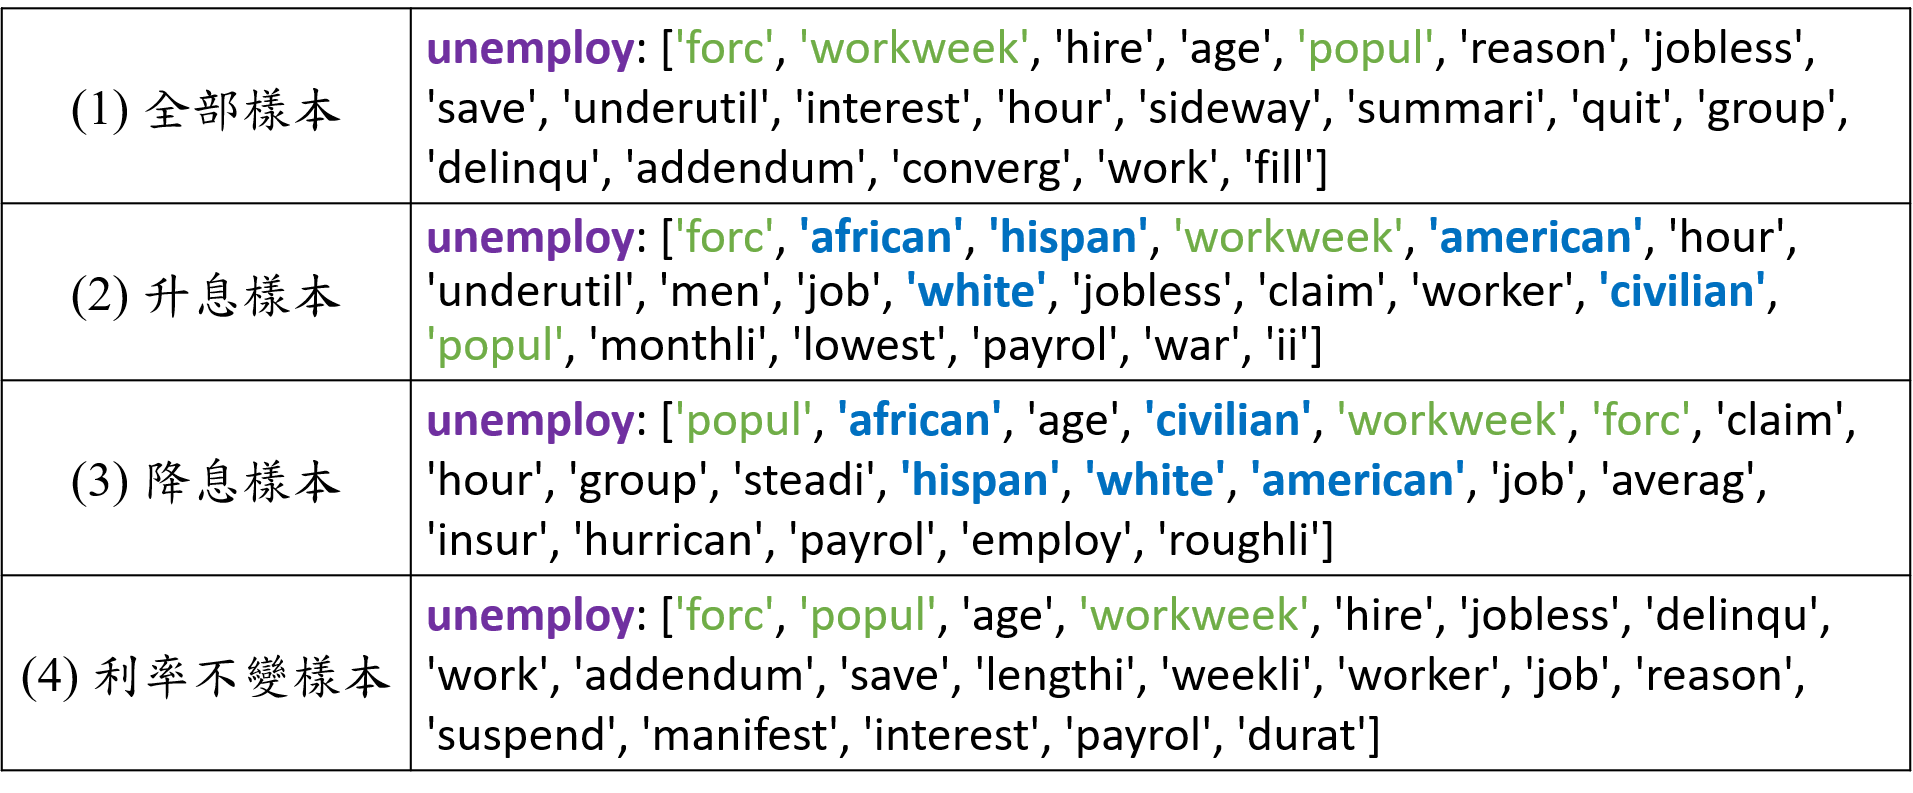 (1) 全部樣本
unemploy: ['forc', 'workweek', 'hire', 'age', 'popul', 'reason', 'jobless',
'save', 'underutil', 'interest', 'hour', 'sideway', 'summari', 'quit', 'group',
'delinqu', 'addendum', 'converg', 'work', 'fill']
(2) 升息樣本
unemploy: ['forc', 'african', 'hispan', 'workweek', 'american', 'hour',
'underutil', 'men', 'job', 'white', 'jobless', 'claim', 'worker', 'civilian',
'popul', 'monthli', 'lowest', 'payrol', 'war', 'ii']
(3) 降息樣本
unemploy: ['popul', 'african', 'age', 'civilian', 'workweek', 'forc', 'claim',
'hour', 'group', 'steadi', 'hispan', 'white', 'american', 'job', 'averag',
'insur', 'hurrican', 'payrol', 'employ', 'roughli']
(4) 利率不變樣本
unemploy: ['forc', 'popul', 'age', 'workweek', 'hire', 'jobless', 'delinqu',
'work', 'addendum', 'save', 'lengthi', 'weekli', 'worker', 'job', 'reason',
'suspend', 'manifest', 'interest', 'payrol', 'durat']